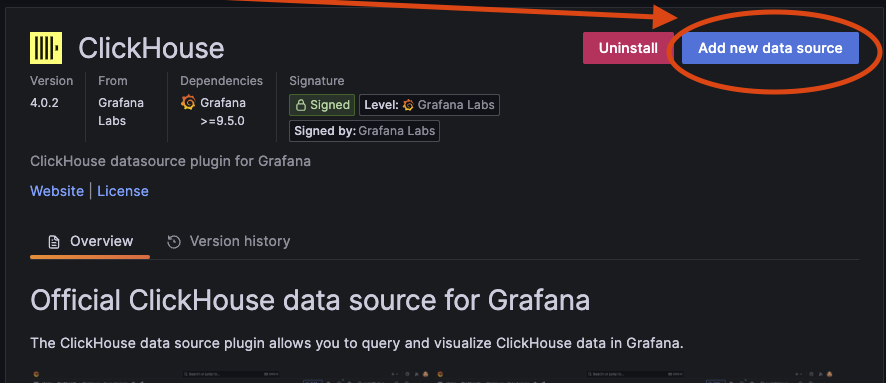 ClickHouse
Uninstall
Add new data source
Version
From
Dependencies
Signature
4.0.2
Grafana
Labs
Grafana
>=9.5.0
Signed
Level: Grafana Labs
Signed by: Grafana Labs
ClickHouse datasource plugin for Grafana
Website | License
Overview
Version history
Official ClickHouse data source for Grafana
The ClickHouse data source plugin allows you to query and visualize ClickHouse data in Grafana.